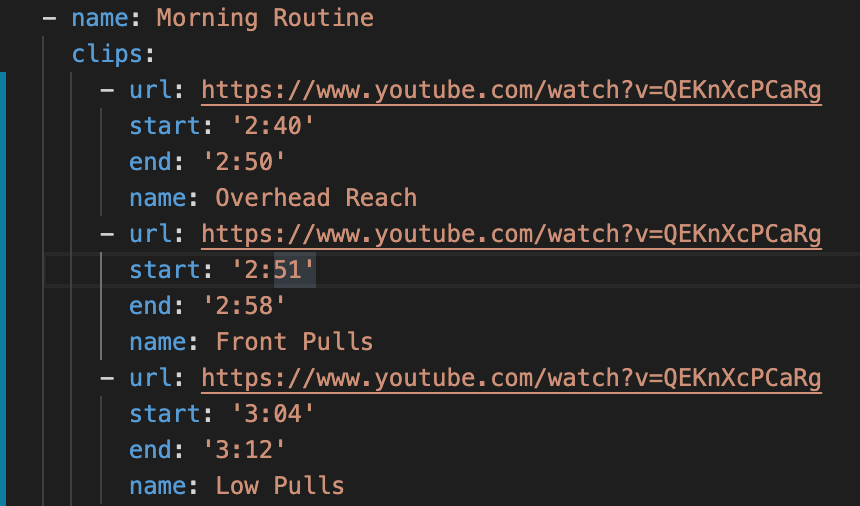 - name: Morning Routine
clips:
- url: https://www.youtube.com/watch?v=QEKnXcPCaRg
start: '2:40'
end: '2:50'
name: Overhead Reach
- url: https://www.youtube.com/watch?v=QEKnXcPCaRg
start: '2:51'
end: '2:58'
name: Front Pulls
- url: https://www.youtube.com/watch?v=QEKnXcPCaRg
start: '3:04'
end: '3:12'
name: Low Pulls